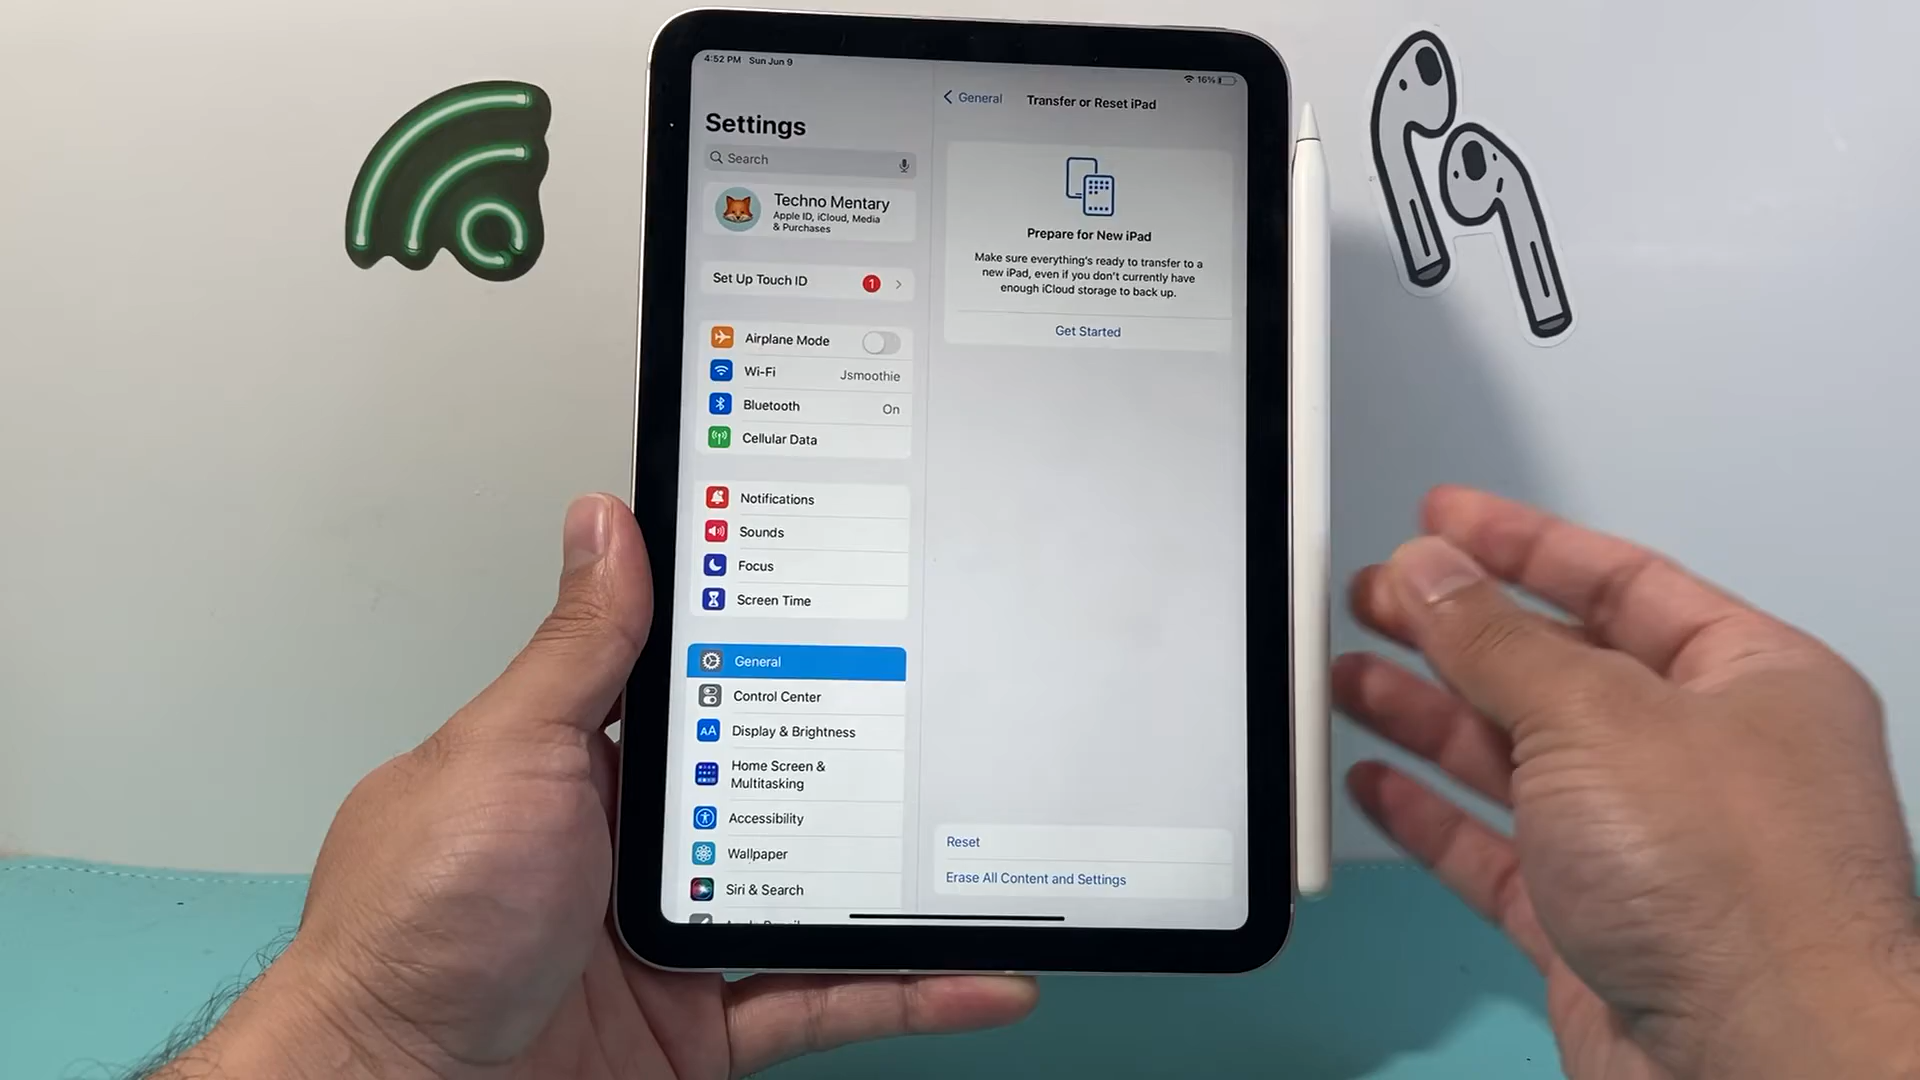 4:52 PM Sun Jun 9
16%
Settings
Search
Techno Mentary
Apple ID, iCloud, Media
& Purchases
Set Up Touch ID 1
Airplane Mode
Wi-Fi Jsmoothie
Bluetooth On
Cellular Data
Notifications
Sounds
Focus
Screen Time
General
Control Center
AA Display & Brightness
Home Screen &
Multitasking
Accessibility
Wallpaper
Siri & Search
General
Transfer or Reset iPad
Prepare for New iPad
Make sure everything's ready to transfer to a
new iPad, even if you don't currently have
enough iCloud storage to back up.
Get Started
Reset
Erase All Content and Settings